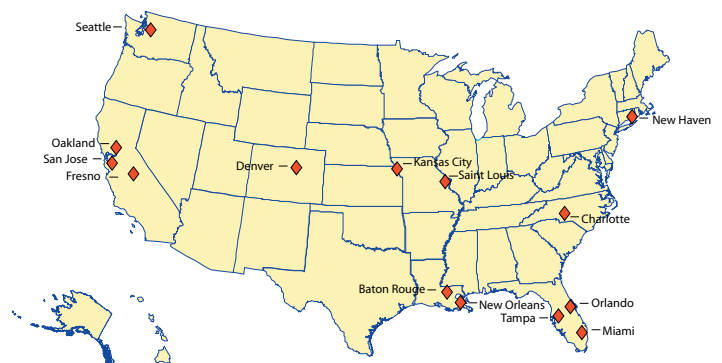 Seattle
New Haven
Oakland
San Jose
Fresno
Denver
Kansas City
Saint Louis
Charlotte
Baton Rouge
New Orleans
Orlando
Tampa
Miami